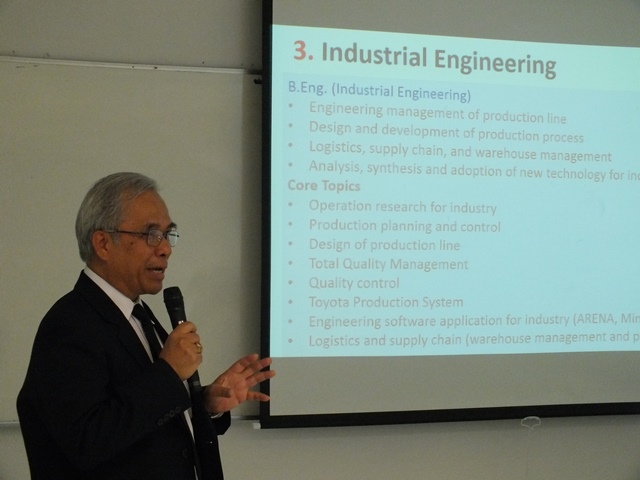 3. Industrial Engineering
B.Eng. (Industrial Engineering)
• Engineering management of production line
• Design and development of production process
• Logistics, supply chain, and warehouse management
• Analysis, synthesis and adoption of new technology for
Core Topics
• Operation research for industry
• Production planning and control
• Design of production line
• Total Quality Management
• Quality control
• Toyota Production System
• Engineering software application for industry (ARENA,
• Logistics and supply chain (warehouse management and